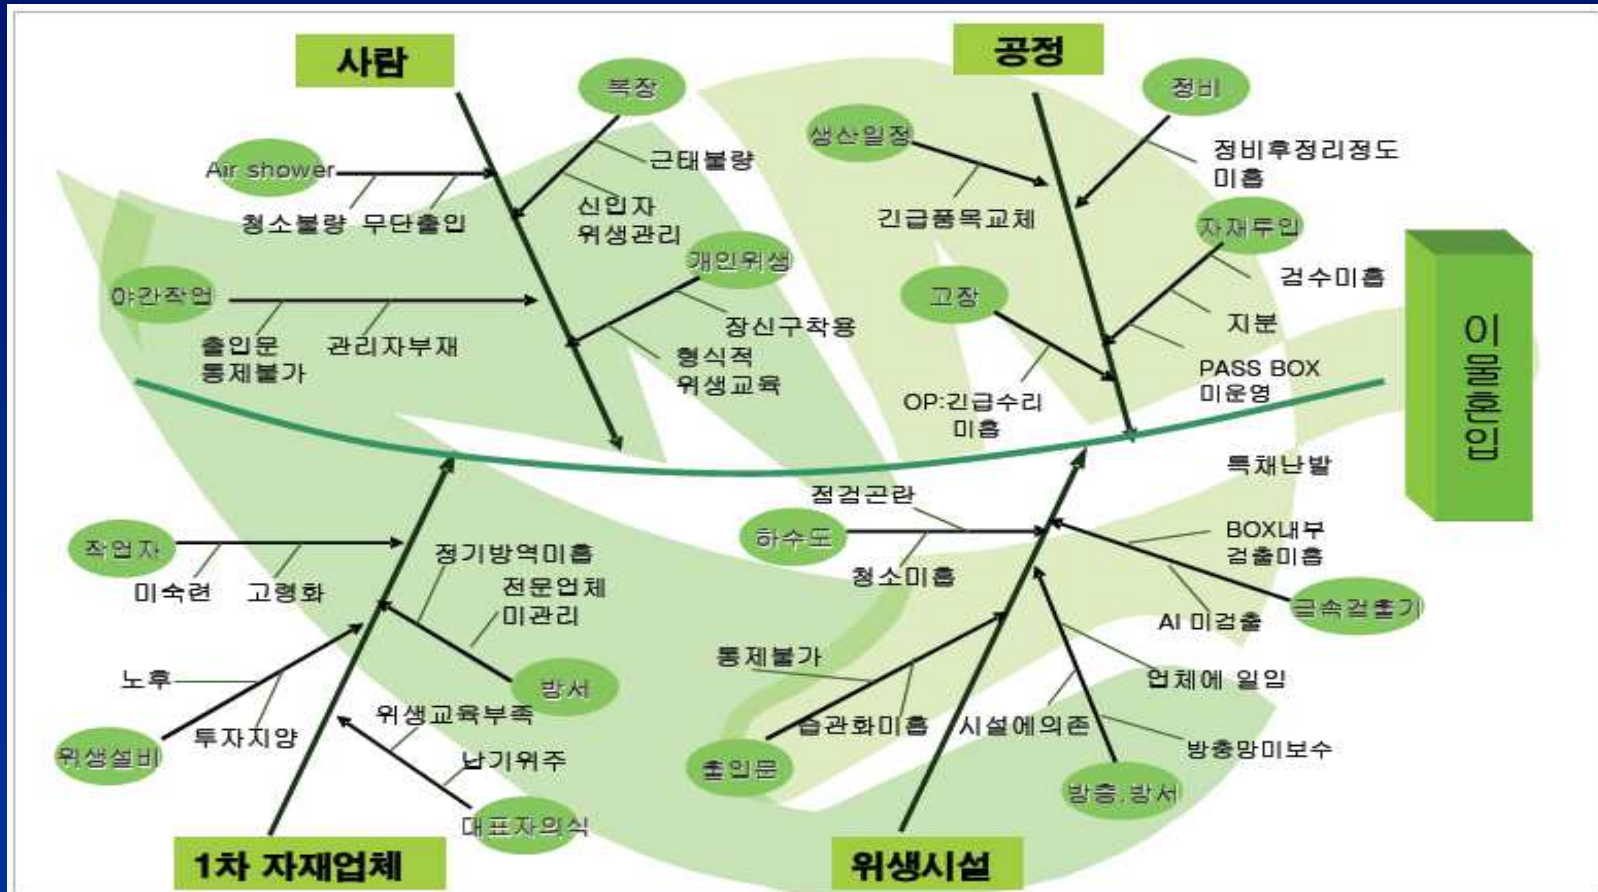 사람
복장
Air shower
근태불량
청소불량
무단출입
신입자
위생관리
개인위생
야간작업
장신구착용
출입문
통제불가
관리자부재
형식적
위생교육
공정
정비
생산일정
정비후정리정도
미흡
긴급품목교체
자재투입
검수미흡
고장
지분
PASS BOX
미운영
OP:긴급수리
미흡
이물혼입
작업자
정기방역미흡
미숙련
고령화
전문업체
미관리
노후
방서
위생교육부족
투자지양
위생설비
납기위주
대표자의식
1차 자재업체
특채난발
점검곤란
하수도
BOX내부
검출미흡
청소미흡
금속검출기
AI 미검출
통제불가
업체에 일임
습관화미흡
시설에의존
방충망미보수
출입문
방충.방서
위생시설